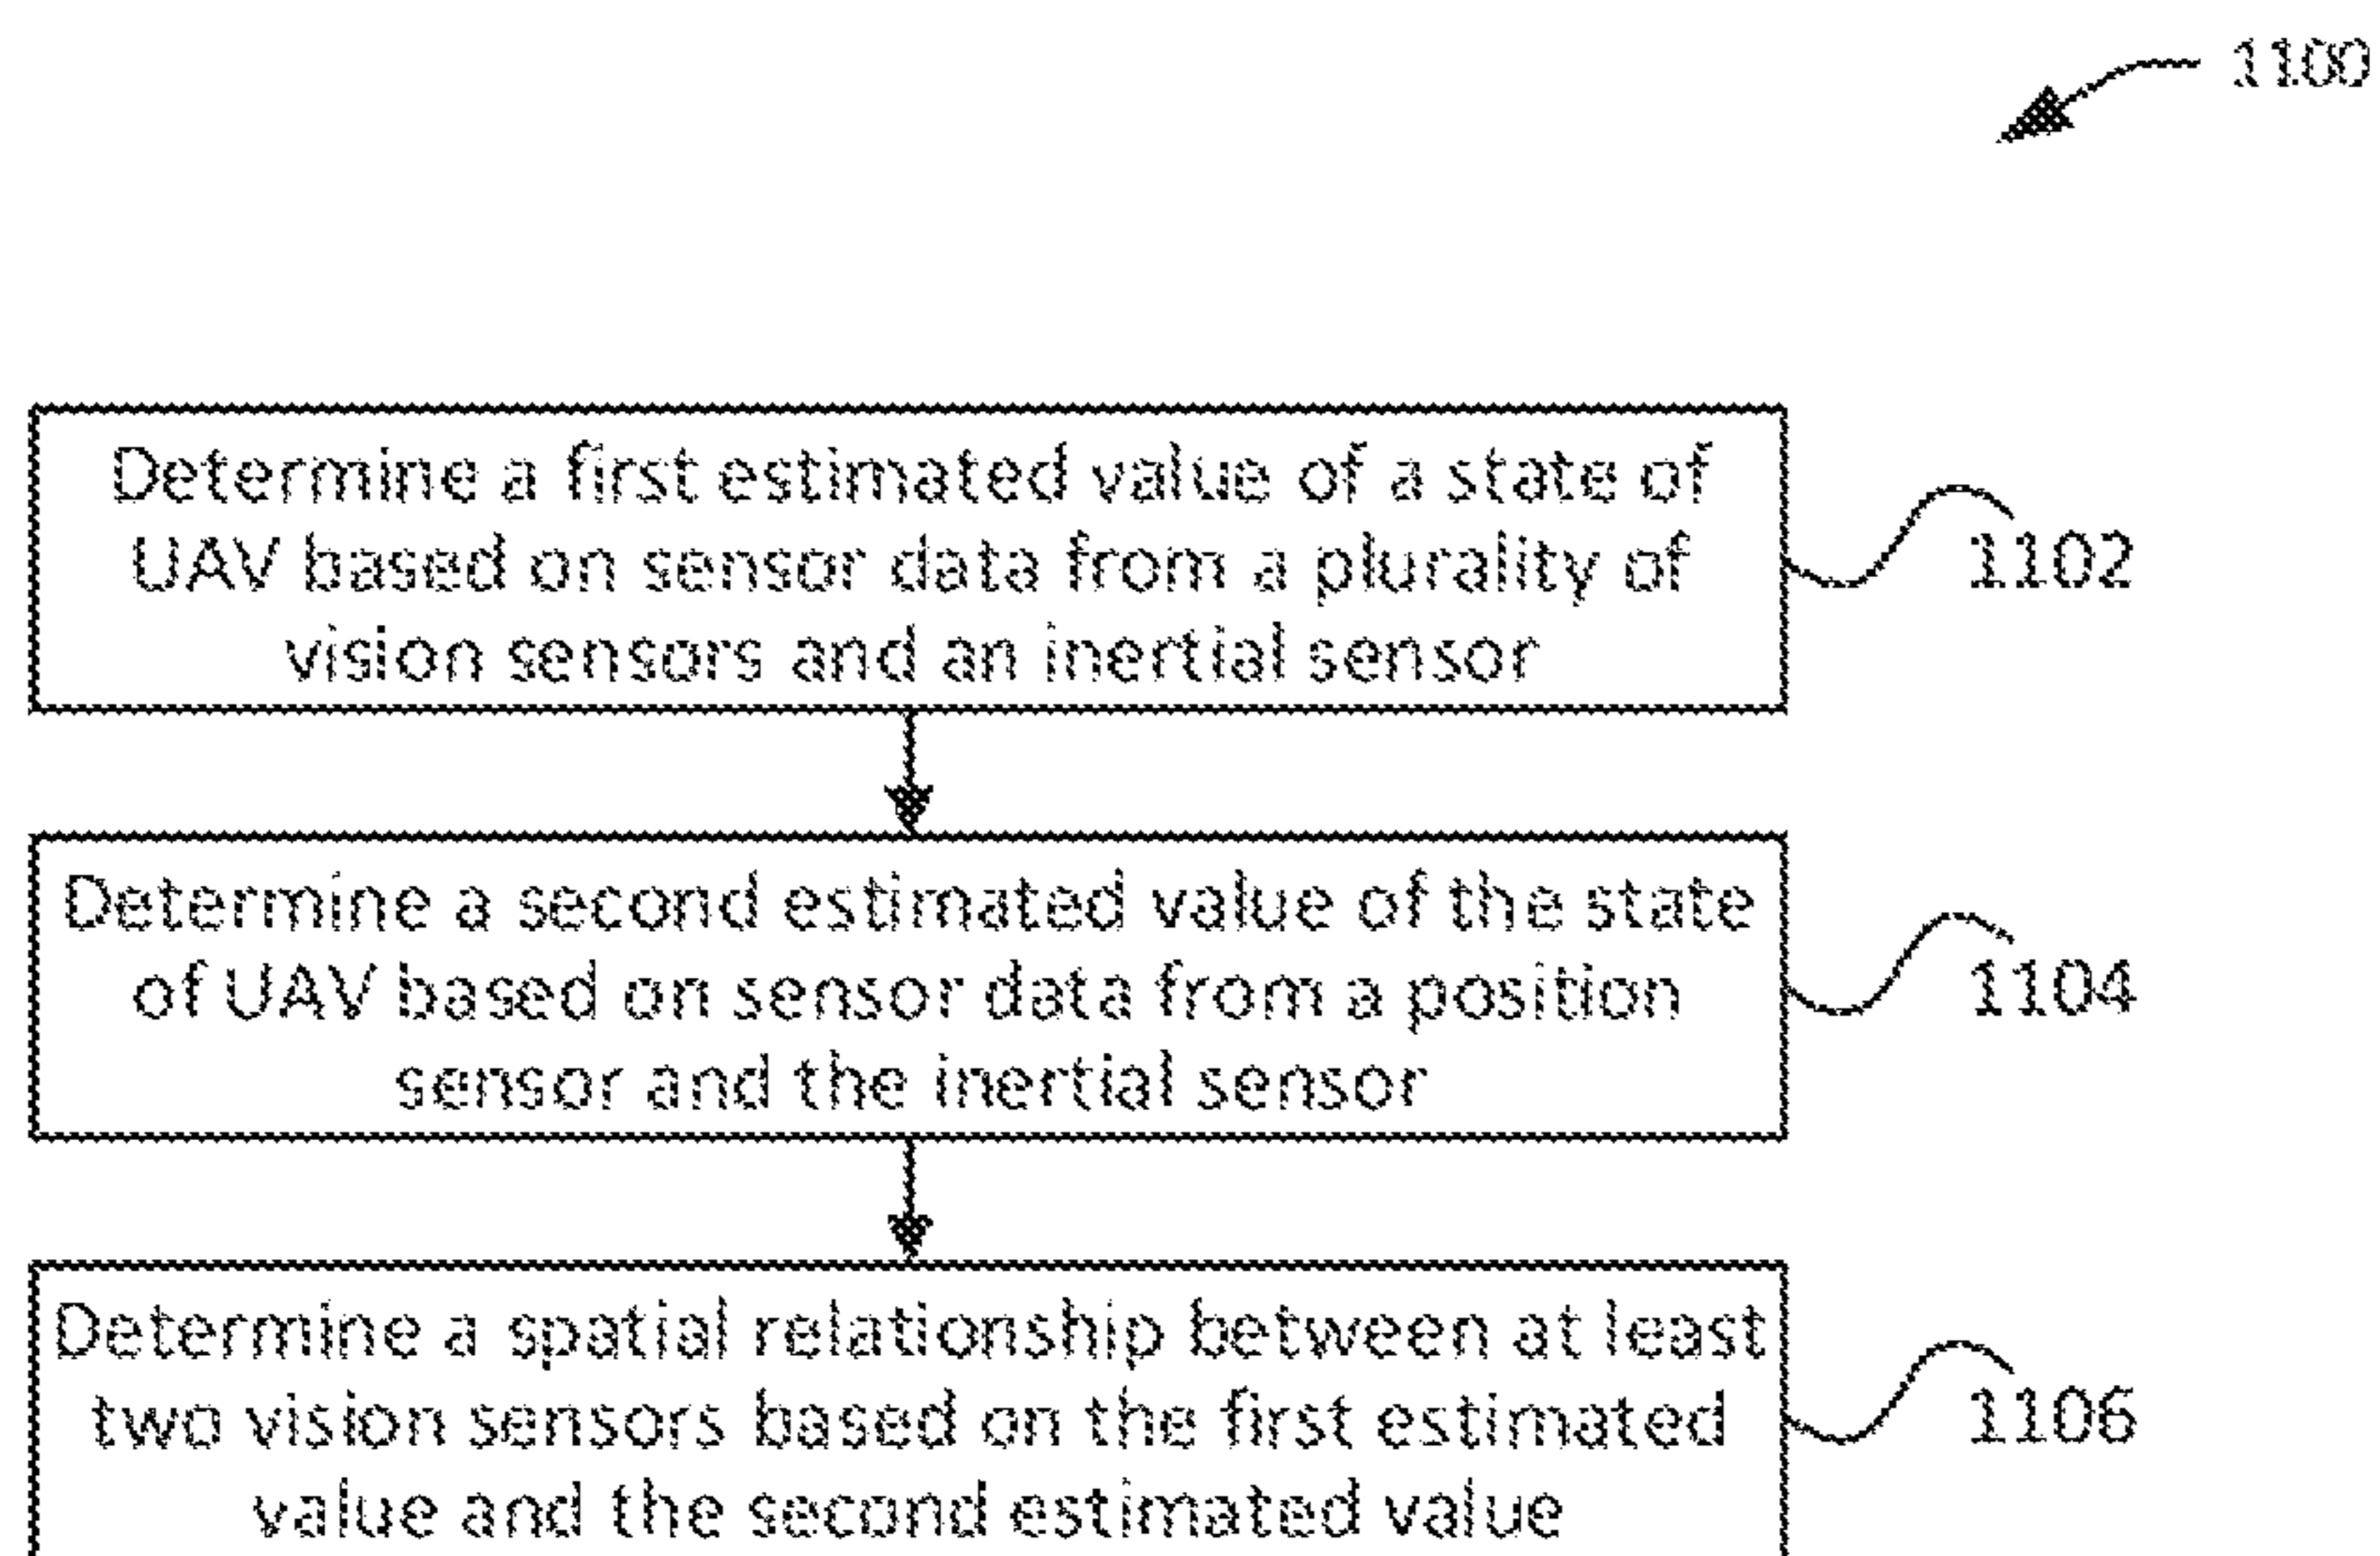 1100
Determine a first estimated value of a state of
UAV based on sensor data from a plurality of
vision sensors and an inertial sensor
1102
Determine a second estimated value of the state
of UAV based on sensor data from a position
sensor and the inertial sensor
1104
Determine a spatial relationship between at least
two vision sensors based on the first estimated
value and the second estimated value
1106